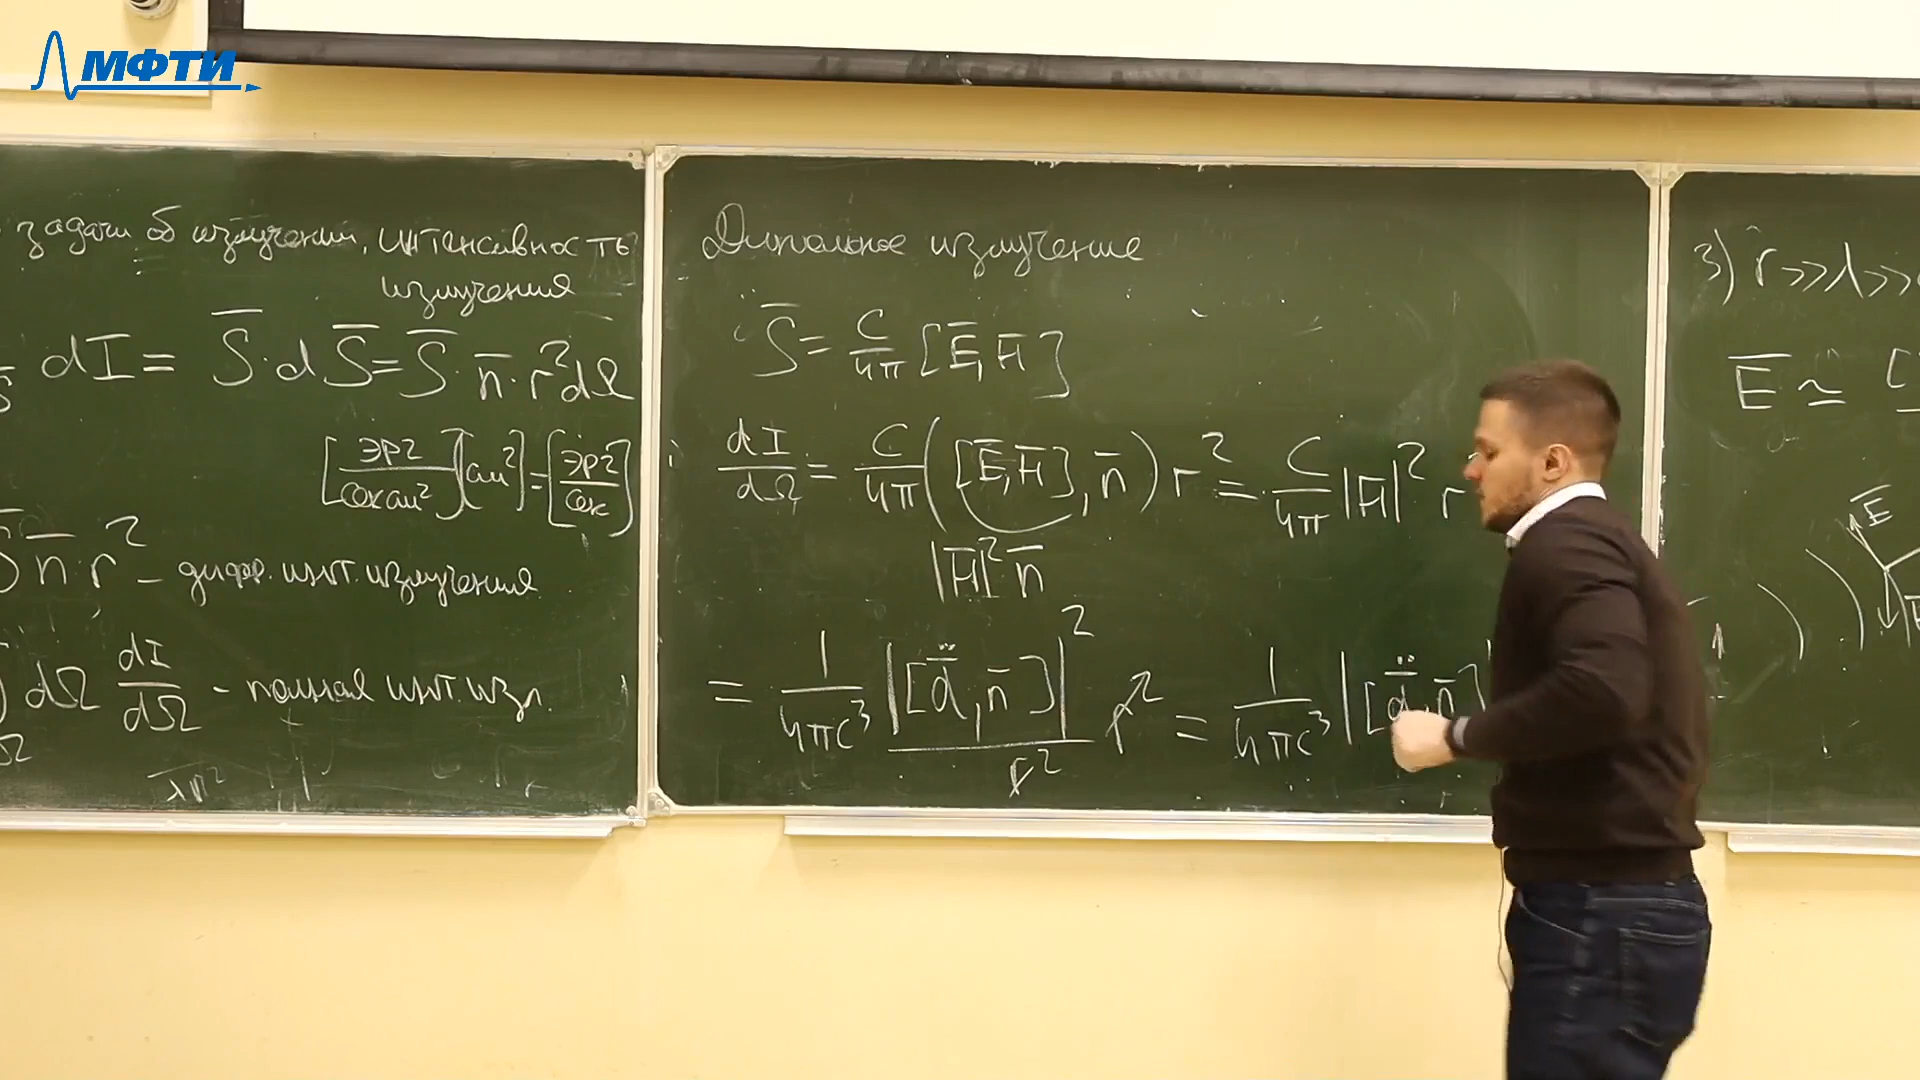 МФТИ
задачи об излучении, интенсивность
излучения
dI = S̄·dS̄ = S̄·n̄·r²dΩ
[эрг/сек см²][см²] = [эрг/сек]
S̄ n̄ r² – дифф. инт. излучения
dΩ dI/dΩ – полная инт. изл.
Дипольное излучение
S̄ = c/4π [Ē, H̄]
dI/dΩ = c/4π ([Ē, H̄], n̄) r² = c/4π |H̄|² r
|H̄|² n̄
= 1/4πc³ |[d̈, n̄]|²/r² r² = 1/4πc³ |[d̈, n̄]
3) r >> λ >>
Ē ≃ [
Ē